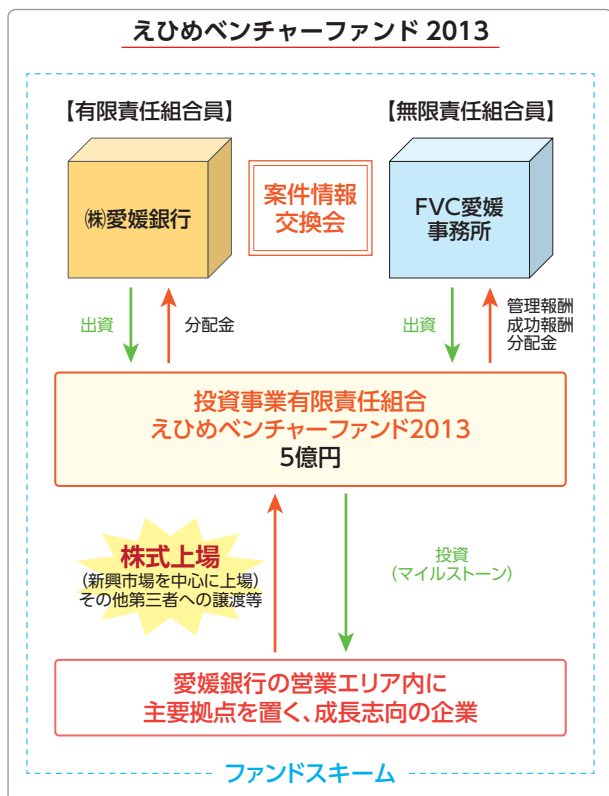 えひめベンチャーファンド 2013
【有限責任組合員】
【無限責任組合員】
㈱愛媛銀行
案件情報
交換会
FVC愛媛
事務所
出資
分配金
出資
管理報酬
成功報酬
分配金
投資事業有限責任組合
えひめベンチャーファンド2013
5億円
株式上場
(新興市場を中心に上場)
その他第三者への譲渡等
投資
(マイルストーン)
愛媛銀行の営業エリア内に
主要拠点を置く、成長志向の企業
ファンドスキーム